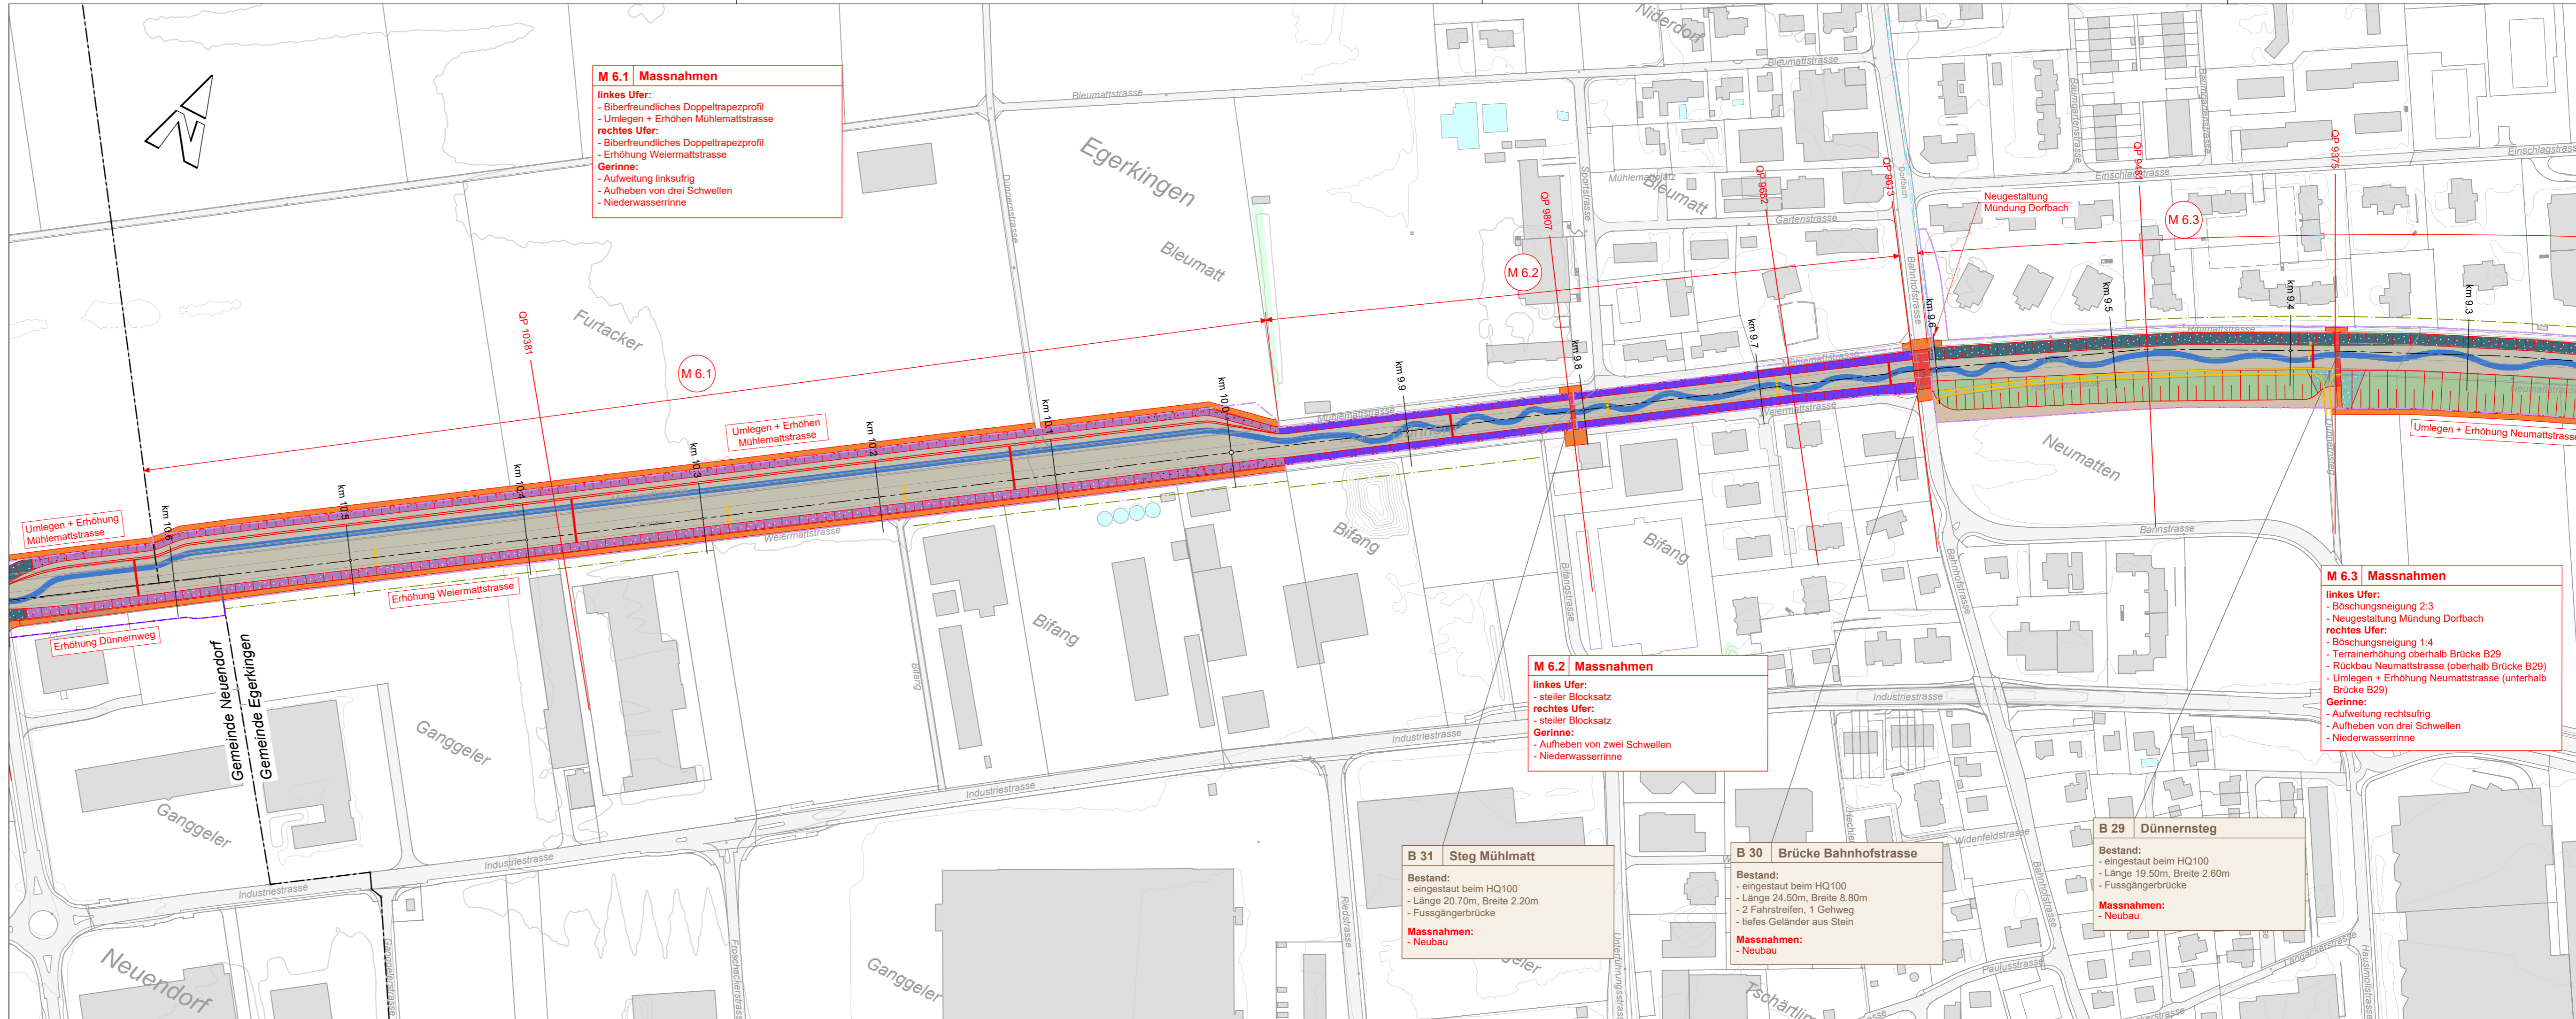 M 6.1 Massnahmen
linkes Ufer:
- Biberfreundliches Doppeltrapezprofil
- Umlegen + Erhöhen Mühlemattstrasse
rechtes Ufer:
- Biberfreundliches Doppeltrapezprofil
- Erhöhung Weiermattstrasse
Gerinne:
- Aufweitung linksufrig
- Aufheben von drei Schwellen
- Niederwasserrinne
Niderdorf
Bleumattstrasse
Bleumattstrasse
Egerkingen
Bleumatt
Dünnernstrasse
Furtacker
Sportstrasse
Mühlemattplatz
Bleumatt
Gartenstrasse
Dorfbach
Bahnhofstrasse
Baumgartenstrasse
Baumgartenstrasse
Einschlagstrasse
Einschlagstrasse
Neugestaltung
Mündung Dorfbach
QP 10381
QP 9807
QP 9682
QP 9613
QP 9481
QP 9375
M 6.1
M 6.2
M 6.3
km 10.6
km 10.5
km 10.4
km 10.3
km 10.2
km 10.1
km 10.0
km 9.9
km 9.8
km 9.7
km 9.6
km 9.5
km 9.4
km 9.3
Umlegen + Erhöhung
Mühlemattstrasse
Umlegen + Erhöhen
Mühlemattstrasse
Mühlemattstrasse
Mühlemattstrasse
Weiermattstrasse
Weiermattstrasse
Erhöhung Weiermattstrasse
Erhöhung Dünnernweg
Umlegen + Erhöhung Neumattstrasse
Neumatten
Dünnernsteg
Bannstrasse
Bahnhofstrasse
Bifang
Bifang
Bifang
Bifang
Bifangstrasse
Gemeinde Neuendorf
Gemeinde Egerkingen
Ganggeler
Ganggeler
Ganggeler
Neuendorf
Industriestrasse
Industriestrasse
Industriestrasse
Industriestrasse
Industriestrasse
Ganggelerstrasse
Froschackerstrasse
Riedstrasse
Unterführungsstrasse
Widenfeldstrasse
Bahnhofstrasse
Paulusstrasse
Langackerstrasse
Hausimollstrasse
M 6.2 Massnahmen
linkes Ufer:
- steiler Blocksatz
rechtes Ufer:
- steiler Blocksatz
Gerinne:
- Aufheben von zwei Schwellen
- Niederwasserrinne
M 6.3 Massnahmen
linkes Ufer:
- Böschungsneigung 2:3
- Neugestaltung Mündung Dorfbach
rechtes Ufer:
- Böschungsneigung 1:4
- Terrainerhöhung oberhalb Brücke B29
- Rückbau Neumattstrasse (oberhalb Brücke B29)
- Umlegen + Erhöhung Neumattstrasse (unterhalb
Brücke B29)
Gerinne:
- Aufweitung rechtsufrig
- Aufheben von drei Schwellen
- Niederwasserrinne
B 31 Steg Mühlmatt
Bestand:
- eingestaut beim HQ100
- Länge 20.70m, Breite 2.20m
- Fussgängerbrücke
Massnahmen:
- Neubau
B 30 Brücke Bahnhofstrasse
Bestand:
- eingestaut beim HQ100
- Länge 24.50m, Breite 8.80m
- 2 Fahrstreifen, 1 Gehweg
- tiefes Geländer aus Stein
Massnahmen:
- Neubau
B 29 Dünnernsteg
Bestand:
- eingestaut beim HQ100
- Länge 19.50m, Breite 2.60m
- Fussgängerbrücke
Massnahmen:
- Neubau